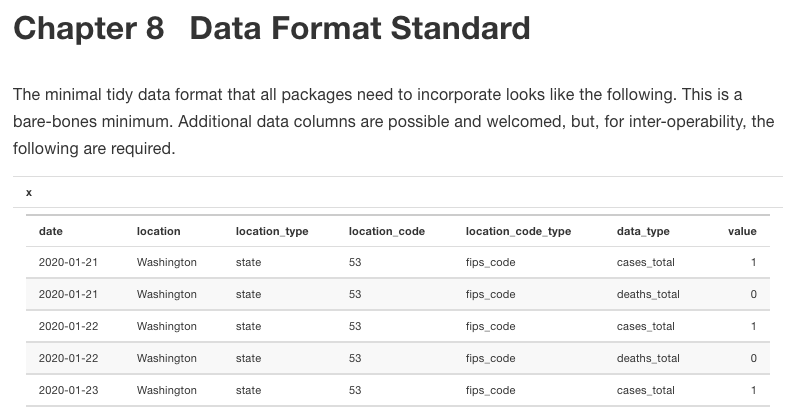 Chapter 8 Data Format Standard
The minimal tidy data format that all packages need to incorporate looks like the following. This is a
bare-bones minimum. Additional data columns are possible and welcomed, but, for inter-operability, the
following are required.
x
date location location_type location_code location_code_type data_type value
2020-01-21 Washington state 53 fips_code cases_total 1
2020-01-21 Washington state 53 fips_code deaths_total 0
2020-01-22 Washington state 53 fips_code cases_total 1
2020-01-22 Washington state 53 fips_code deaths_total 0
2020-01-23 Washington state 53 fips_code cases_total 1